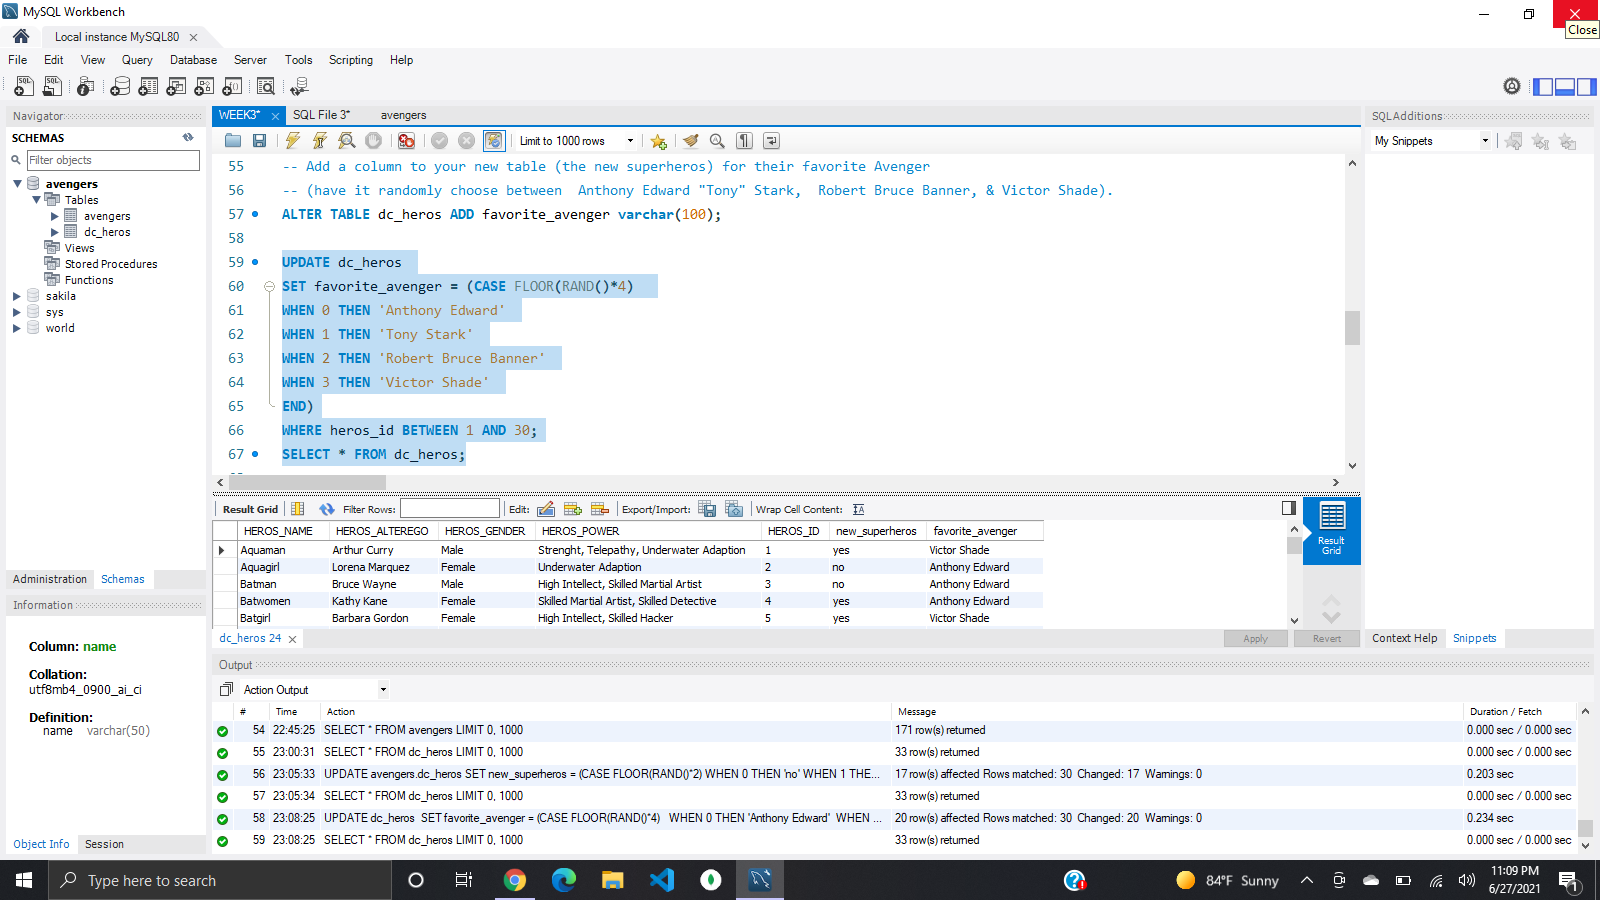 MySQL Workbench
Close
Local instance MySQL80
File Edit View Query Database Server Tools Scripting Help
Navigator
SCHEMAS
Filter objects
avengers
Tables
avengers
dc_heros
Views
Stored Procedures
Functions
sakila
sys
world
Administration Schemas
Information
Column: name
Collation:
utf8mb4_0900_ai_ci
Definition:
name varchar(50)
Object Info Session
WEEK3* SQL File 3* avengers
Limit to 1000 rows
55 -- Add a column to your new table (the new superheros) for their favorite Avenger
56 -- (have it randomly choose between  Anthony Edward "Tony" Stark,  Robert Bruce Banner, & Victor Shade).
57 ALTER TABLE dc_heros ADD favorite_avenger varchar(100);
58
59 UPDATE dc_heros
60 SET favorite_avenger = (CASE FLOOR(RAND()*4)
61 WHEN 0 THEN 'Anthony Edward'
62 WHEN 1 THEN 'Tony Stark'
63 WHEN 2 THEN 'Robert Bruce Banner'
64 WHEN 3 THEN 'Victor Shade'
65 END)
66 WHERE heros_id BETWEEN 1 AND 30;
67 SELECT * FROM dc_heros;
Result Grid Filter Rows: Edit: Export/Import: Wrap Cell Content:
HEROS_NAME HEROS_ALTEREGO HEROS_GENDER HEROS_POWER HEROS_ID new_superheros favorite_avenger
Aquaman Arthur Curry Male Strenght, Telepathy, Underwater Adaption 1 yes Victor Shade
Aquagirl Lorena Marquez Female Underwater Adaption 2 no Anthony Edward
Batman Bruce Wayne Male High Intellect, Skilled Martial Artist 3 no Anthony Edward
Batwomen Kathy Kane Female Skilled Martial Artist, Skilled Detective 4 yes Anthony Edward
Batgirl Barbara Gordon Female High Intellect, Skilled Hacker 5 yes Victor Shade
Result
Grid
dc_heros 24
Apply Revert
SQLAdditions
My Snippets
Context Help Snippets
Output
Action Output
# Time Action Message Duration / Fetch
54 22:45:25 SELECT * FROM avengers LIMIT 0, 1000 171 row(s) returned 0.000 sec / 0.000 sec
55 23:00:31 SELECT * FROM dc_heros LIMIT 0, 1000 33 row(s) returned 0.000 sec / 0.000 sec
56 23:05:33 UPDATE avengers.dc_heros SET new_superheros = (CASE FLOOR(RAND()*2) WHEN 0 THEN 'no' WHEN 1 THE... 17 row(s) affected Rows matched: 30  Changed: 17  Warnings: 0 0.203 sec
57 23:05:34 SELECT * FROM dc_heros LIMIT 0, 1000 33 row(s) returned 0.000 sec / 0.000 sec
58 23:08:25 UPDATE dc_heros  SET favorite_avenger = (CASE FLOOR(RAND()*4)   WHEN 0 THEN 'Anthony Edward'  WHEN ... 20 row(s) affected Rows matched: 30  Changed: 20  Warnings: 0 0.234 sec
59 23:08:25 SELECT * FROM dc_heros LIMIT 0, 1000 33 row(s) returned 0.000 sec / 0.000 sec
Type here to search
84°F Sunny
11:09 PM
6/27/2021
1